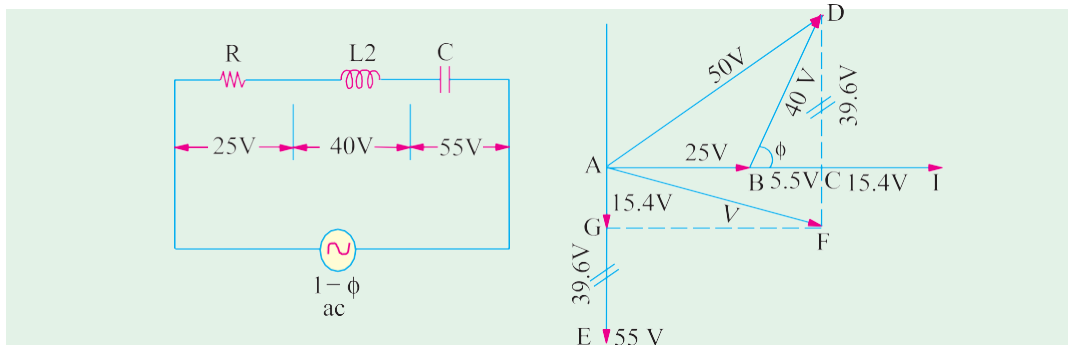 R L2 C
25V 40V 55V
1– ϕ
ac
D
50V
40 V
39.6V
A 25V ϕ
B 5.5V C 15.4V I
15.4V
V
G F
39.6V
E 55 V